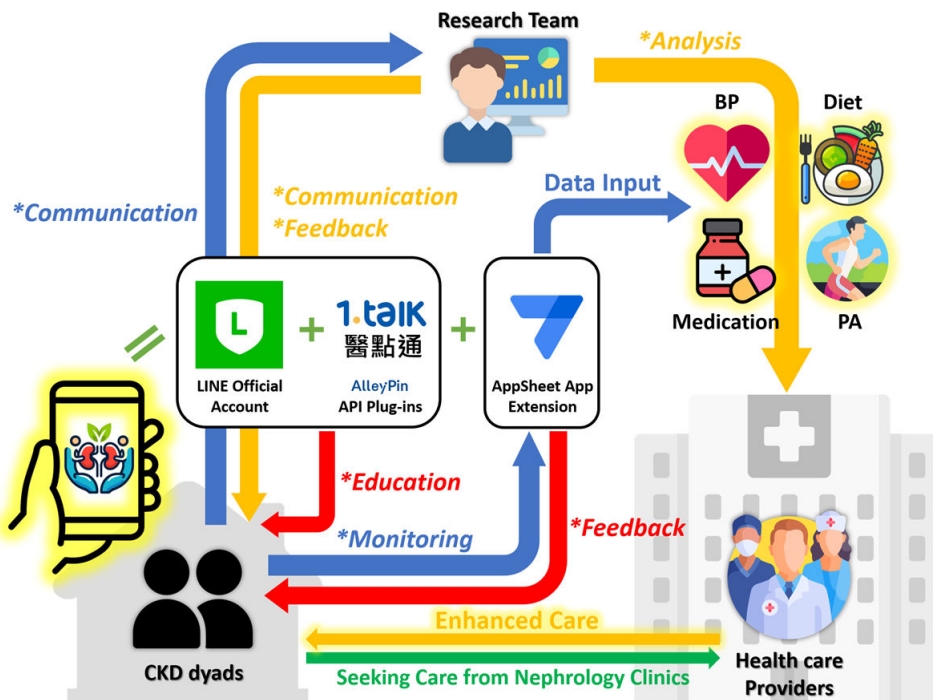 Research Team
*Analysis
BP
Diet
Data Input
*Communication
*Communication
*Feedback
Medication
PA
L
1.talk
醫點通
LINE Official
Account
AlleyPin
API Plug-ins
AppSheet App
Extension
*Education
*Monitoring
*Feedback
Enhanced Care
Seeking Care from Nephrology Clinics
CKD dyads
Health care
Providers